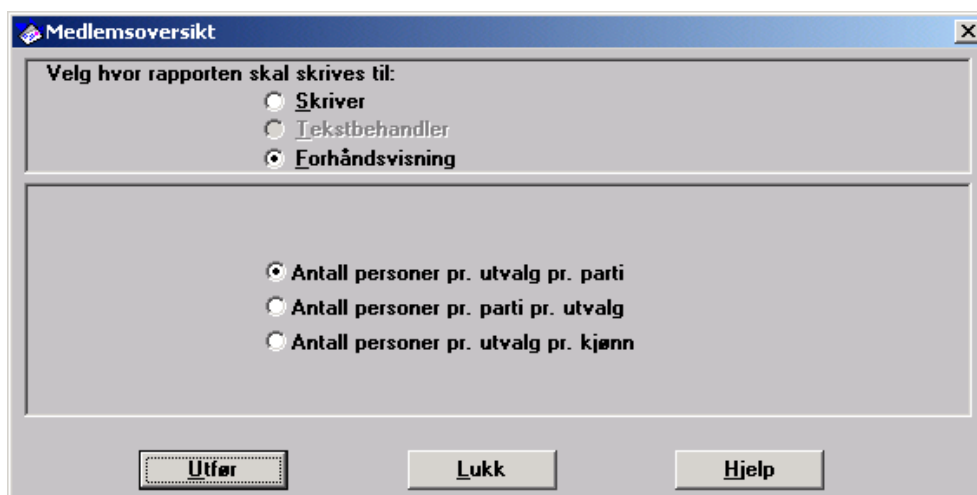 Medlemsoversikt
Velg hvor rapporten skal skrives til:
Skriver
Tekstbehandler
Forhåndsvisning
Antall personer pr. utvalg pr. parti
Antall personer pr. parti pr. utvalg
Antall personer pr. utvalg pr. kjønn
Utfør Lukk Hjelp